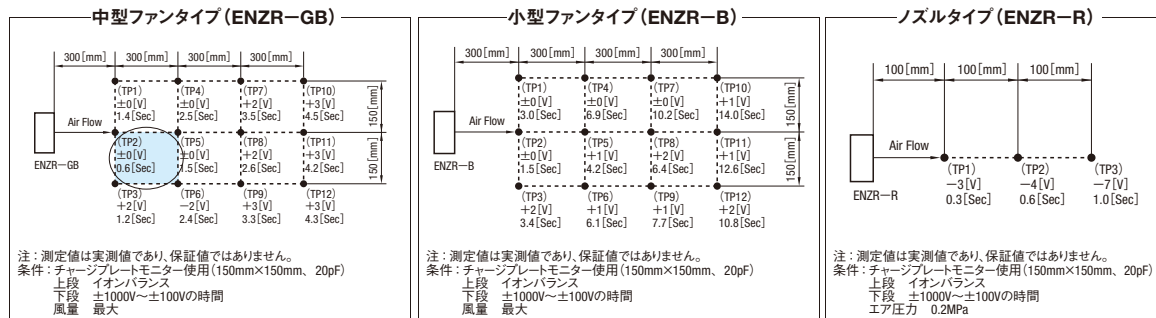 中型ファンタイプ(ENZR－GB)
300[mm] 300[mm] 300[mm] 300[mm]
(TP1) (TP4) (TP7) (TP10)
±0[V] ±0[V] +2[V] +3[V]
1.4[Sec] 2.5[Sec] 3.5[Sec] 4.5[Sec]
150[mm]
Air Flow
ENZR－GB
(TP2) (TP5) (TP8) (TP11)
±0[V] ±0[V] +2[V] +3[V]
0.6[Sec] 1.5[Sec] 2.6[Sec] 4.2[Sec]
150[mm]
(TP3) (TP6) (TP9) (TP12)
+2[V] －2[V] +3[V] +3[V]
1.2[Sec] 2.4[Sec] 3.3[Sec] 4.3[Sec]
注：測定値は実測値であり、保証値ではありません。
条件：チャージプレートモニター使用(150mm×150mm、20pF)
上段 イオンバランス
下段 ±1000V～±100Vの時間
風量 最大
小型ファンタイプ(ENZR－B)
300[mm] 300[mm] 300[mm] 300[mm]
(TP1) (TP4) (TP7) (TP10)
±0[V] ±0[V] ±0[V] +1[V]
3.0[Sec] 6.9[Sec] 10.2[Sec] 14.0[Sec]
150[mm]
Air Flow
ENZR－B
(TP2) (TP5) (TP8) (TP11)
±0[V] +1[V] +2[V] +1[V]
1.5[Sec] 4.2[Sec] 6.4[Sec] 12.6[Sec]
150[mm]
(TP3) (TP6) (TP9) (TP12)
+2[V] +1[V] +1[V] +2[V]
3.4[Sec] 6.1[Sec] 7.7[Sec] 10.8[Sec]
注：測定値は実測値であり、保証値ではありません。
条件：チャージプレートモニター使用(150mm×150mm、20pF)
上段 イオンバランス
下段 ±1000V～±100Vの時間
風量 最大
ノズルタイプ(ENZR－R)
100[mm] 100[mm] 100[mm]
Air Flow
ENZR－R
(TP1) (TP2) (TP3)
－3[V] －4[V] －7[V]
0.3[Sec] 0.6[Sec] 1.0[Sec]
注：測定値は実測値であり、保証値ではありません。
条件：チャージプレートモニター使用(150mm×150mm、20pF)
上段 イオンバランス
下段 ±1000V～±100Vの時間
エア圧力 0.2MPa